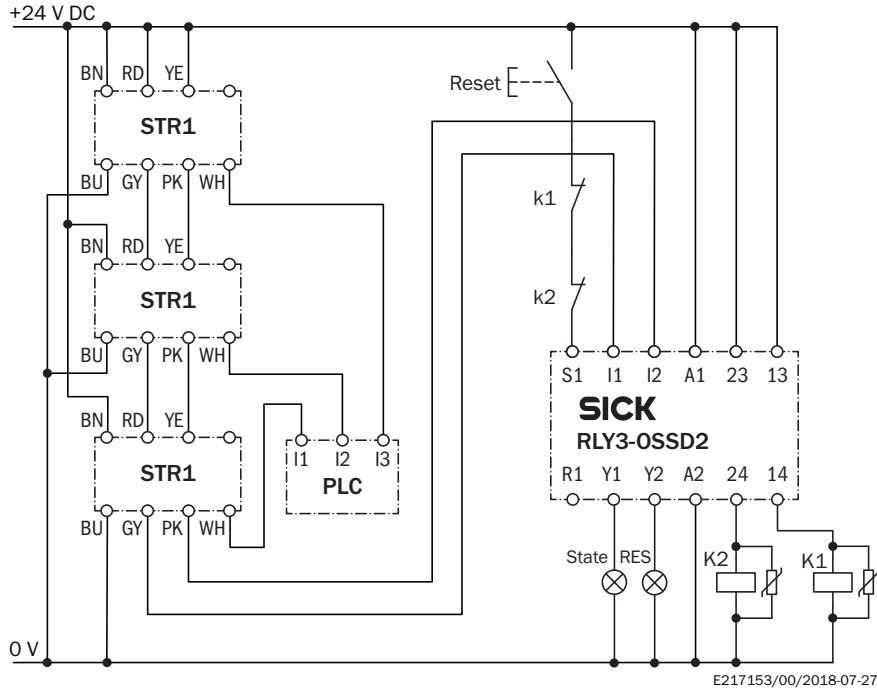 +24 V DC
BN RD YE
Reset
STR1
BU GY PK WH
k1
BN RD YE
k2
STR1
BU GY PK WH
S1 I1 I2 A1 23 13
SICK
RLY3-OSSD2
BN RD YE
I1 I2 I3
STR1
PLC
R1 Y1 Y2 A2 24 14
BU GY PK WH
State RES K2 K1
0 V
E217153/00/2018-07-27